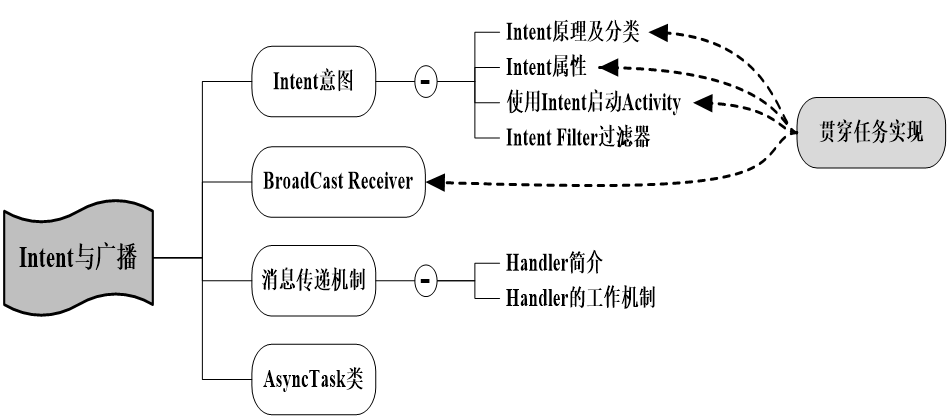 Intent与广播
Intent意图
-
Intent原理及分类
Intent属性
使用Intent启动Activity
Intent Filter过滤器
贯穿任务实现
BroadCast Receiver
消息传递机制
-
Handler简介
Handler的工作机制
AsyncTask类